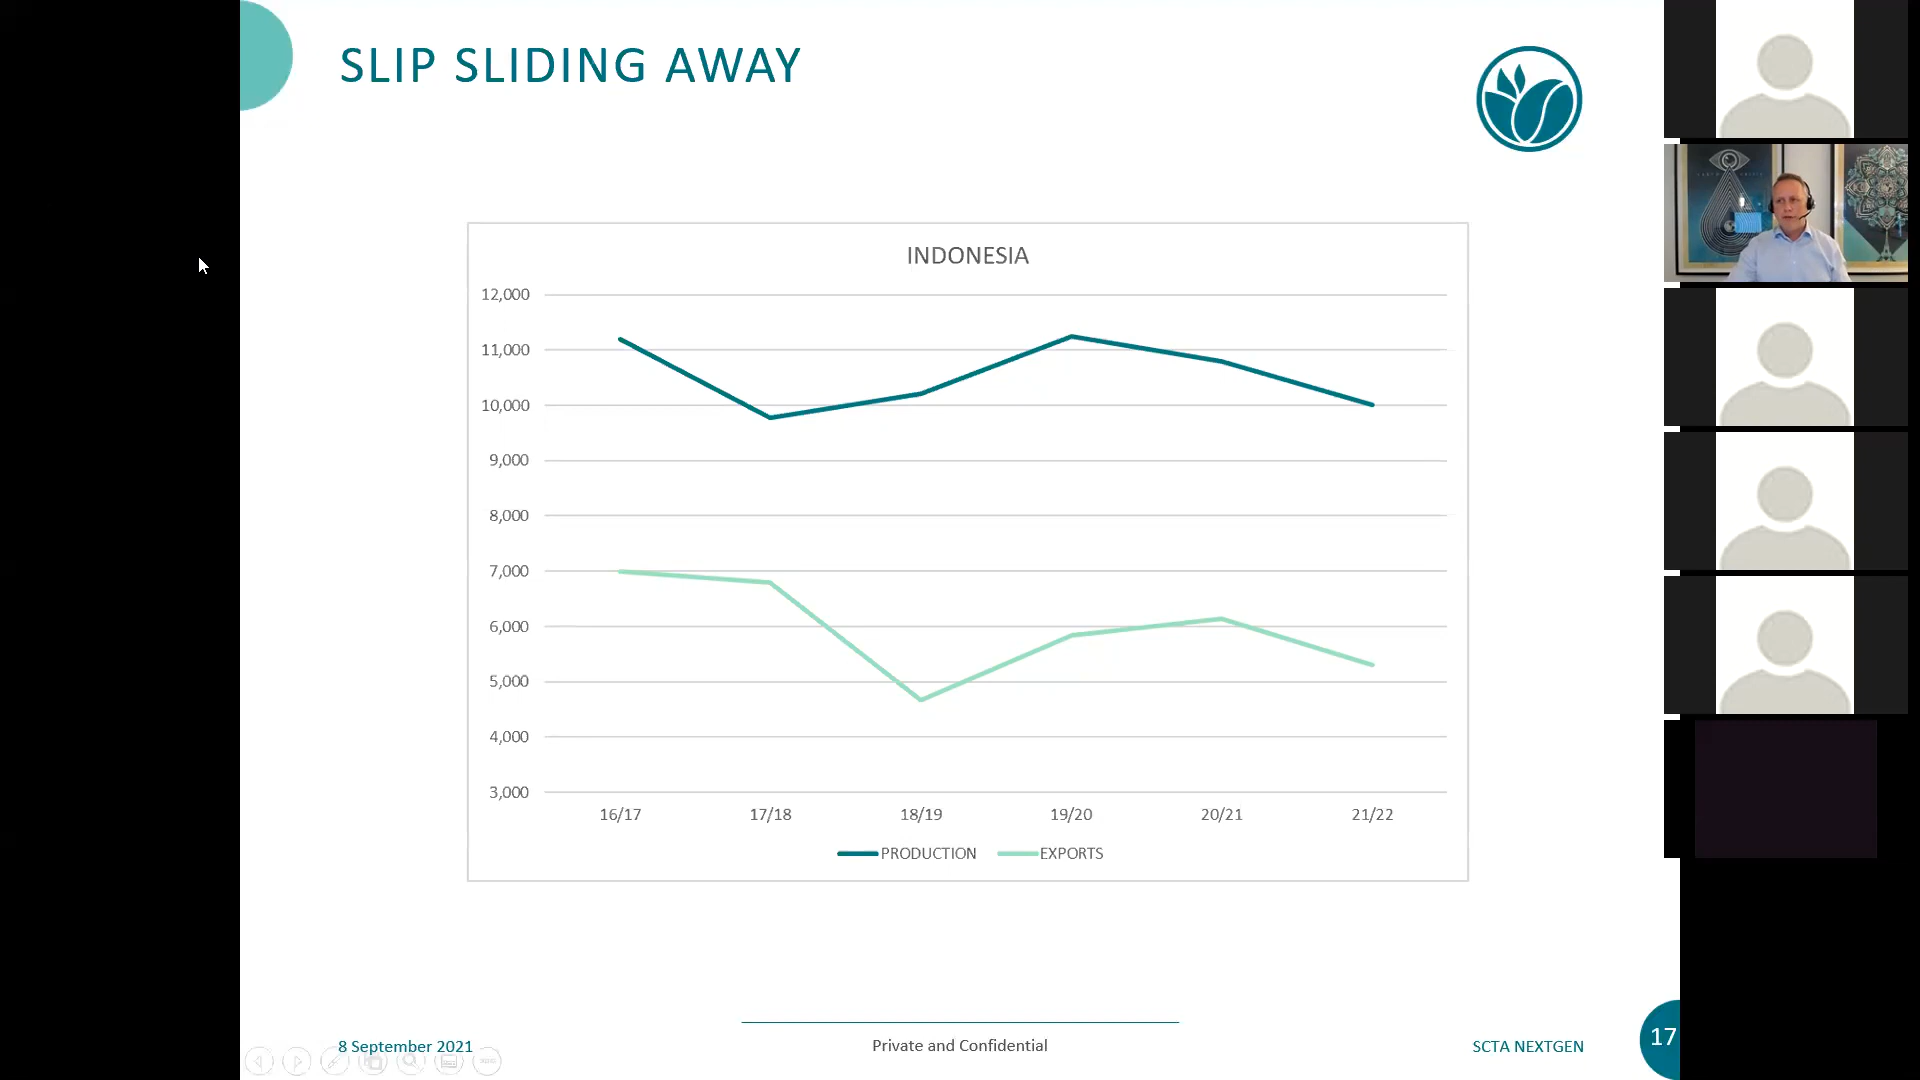 SLIP SLIDING AWAY
INDONESIA
12,000
11,000
10,000
9,000
8,000
7,000
6,000
5,000
4,000
3,000
16/17 17/18 18/19 19/20 20/21 21/22
PRODUCTION EXPORTS
8 September 2021 Private and Confidential SCTA NEXTGEN 17